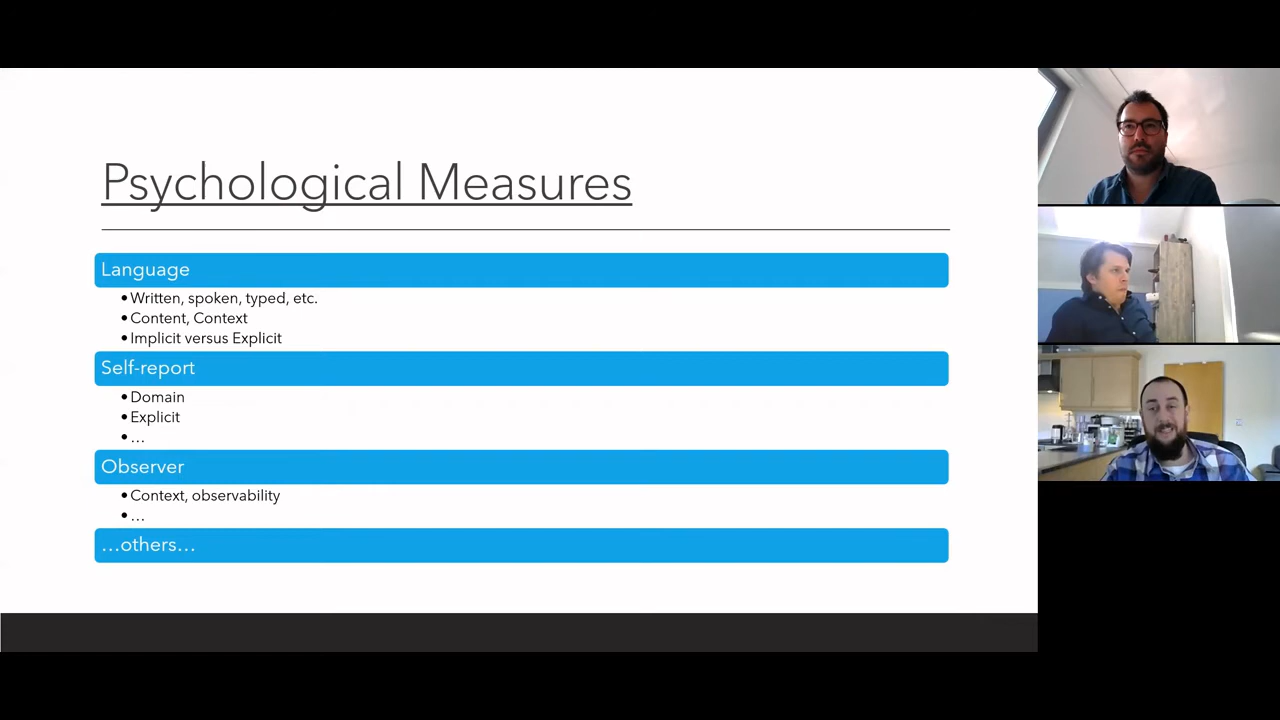 Psychological Measures
Language
•Written, spoken, typed, etc.
•Content, Context
•Implicit versus Explicit
Self-report
•Domain
•Explicit
•…
Observer
•Context, observability
•…
…others…